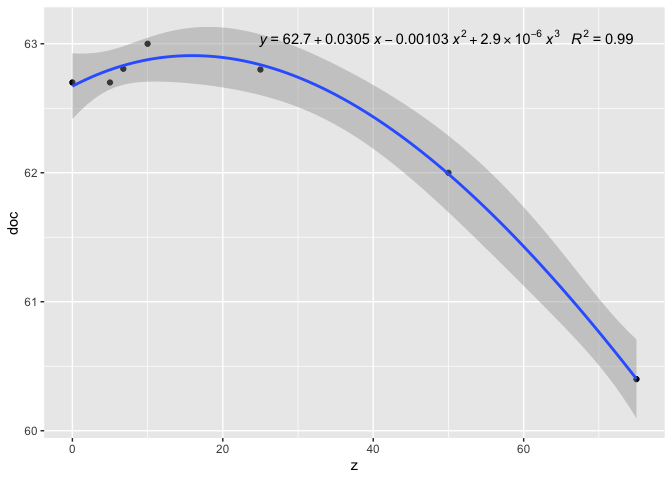 y = 62.7 + 0.0305 x − 0.00103 x² + 2.9 × 10⁻⁶ x³ R² = 0.99
63
62
61
60
doc
0 20 40 60
z